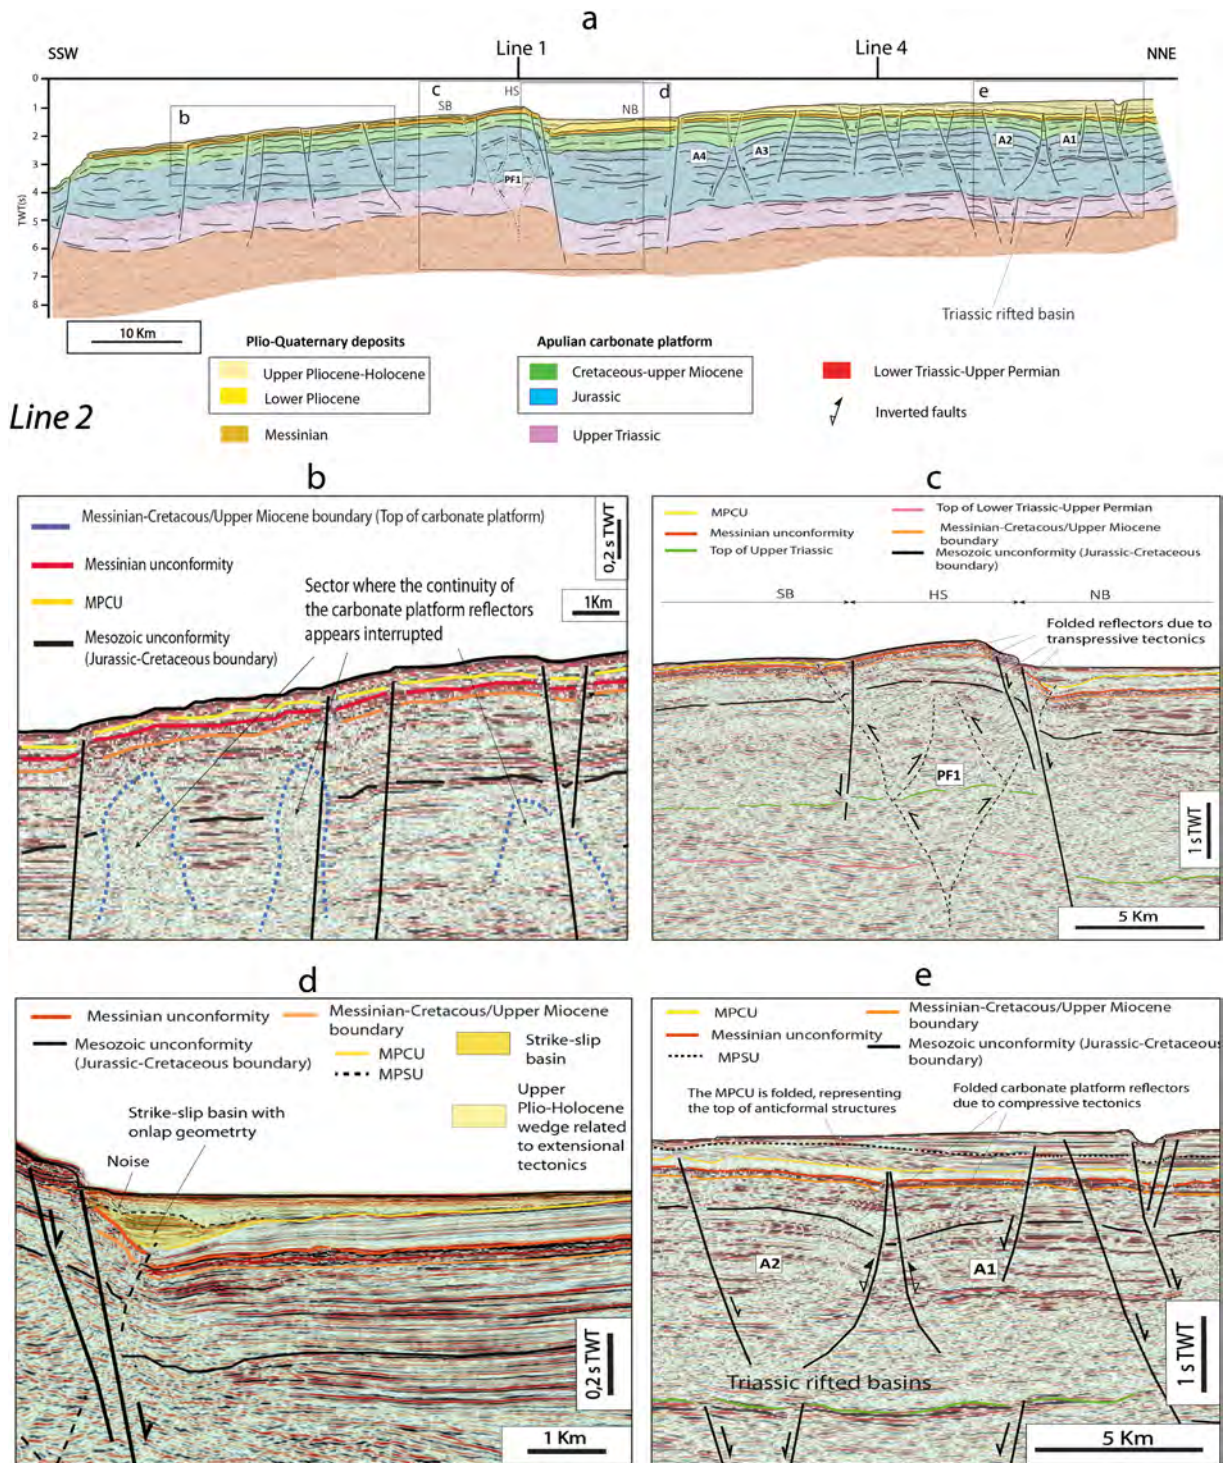 a
SSW
Line 1
Line 4
NNE
0
1
2
3
4
5
6
7
8
TWT(s)
b
c
HS
SB
NB
d
e
A4
A3
A2
A1
PF1
10 Km
Triassic rifted basin
Plio-Quaternary deposits
Apulian carbonate platform
Upper Pliocene-Holocene
Lower Pliocene
Messinian
Cretaceous-upper Miocene
Jurassic
Upper Triassic
Lower Triassic-Upper Permian
Inverted faults
Line 2
b
Messinian-Cretacous/Upper Miocene boundary (Top of carbonate platform)
Messinian unconformity
MPCU
Mesozoic unconformity
(Jurassic-Cretaceous boundary)
Sector where the continuity of
the carbonate platform reflectors
appears interrupted
0,2 s TWT
1Km
c
MPCU
Messinian unconformity
Top of Upper Triassic
Top of Lower Triassic-Upper Permian
Messinian-Cretacous/Upper Miocene
boundary
Mesozoic unconformity (Jurassic-Cretaceous
boundary)
SB
HS
NB
Folded reflectors due to
transpressive tectonics
PF1
1 s TWT
5 Km
d
Messinian unconformity
Mesozoic unconformity
(Jurassic-Cretaceous boundary)
Messinian-Cretacous/Upper Miocene
boundary
MPCU
MPSU
Strike-slip
basin
Upper
Plio-Holocene
wedge related
to extensional
tectonics
Strike-slip basin with
onlap geometrty
Noise
0,2 s TWT
1 Km
e
MPCU
Messinian unconformity
MPSU
Messinian-Cretacous/Upper Miocene
boundary
Mesozoic unconformity (Jurassic-Cretaceous
boundary)
The MPCU is folded, representing
the top of anticformal structures
Folded carbonate platform reflectors
due to compressive tectonics
A2
A1
Triassic rifted basins
1 s TWT
5 Km